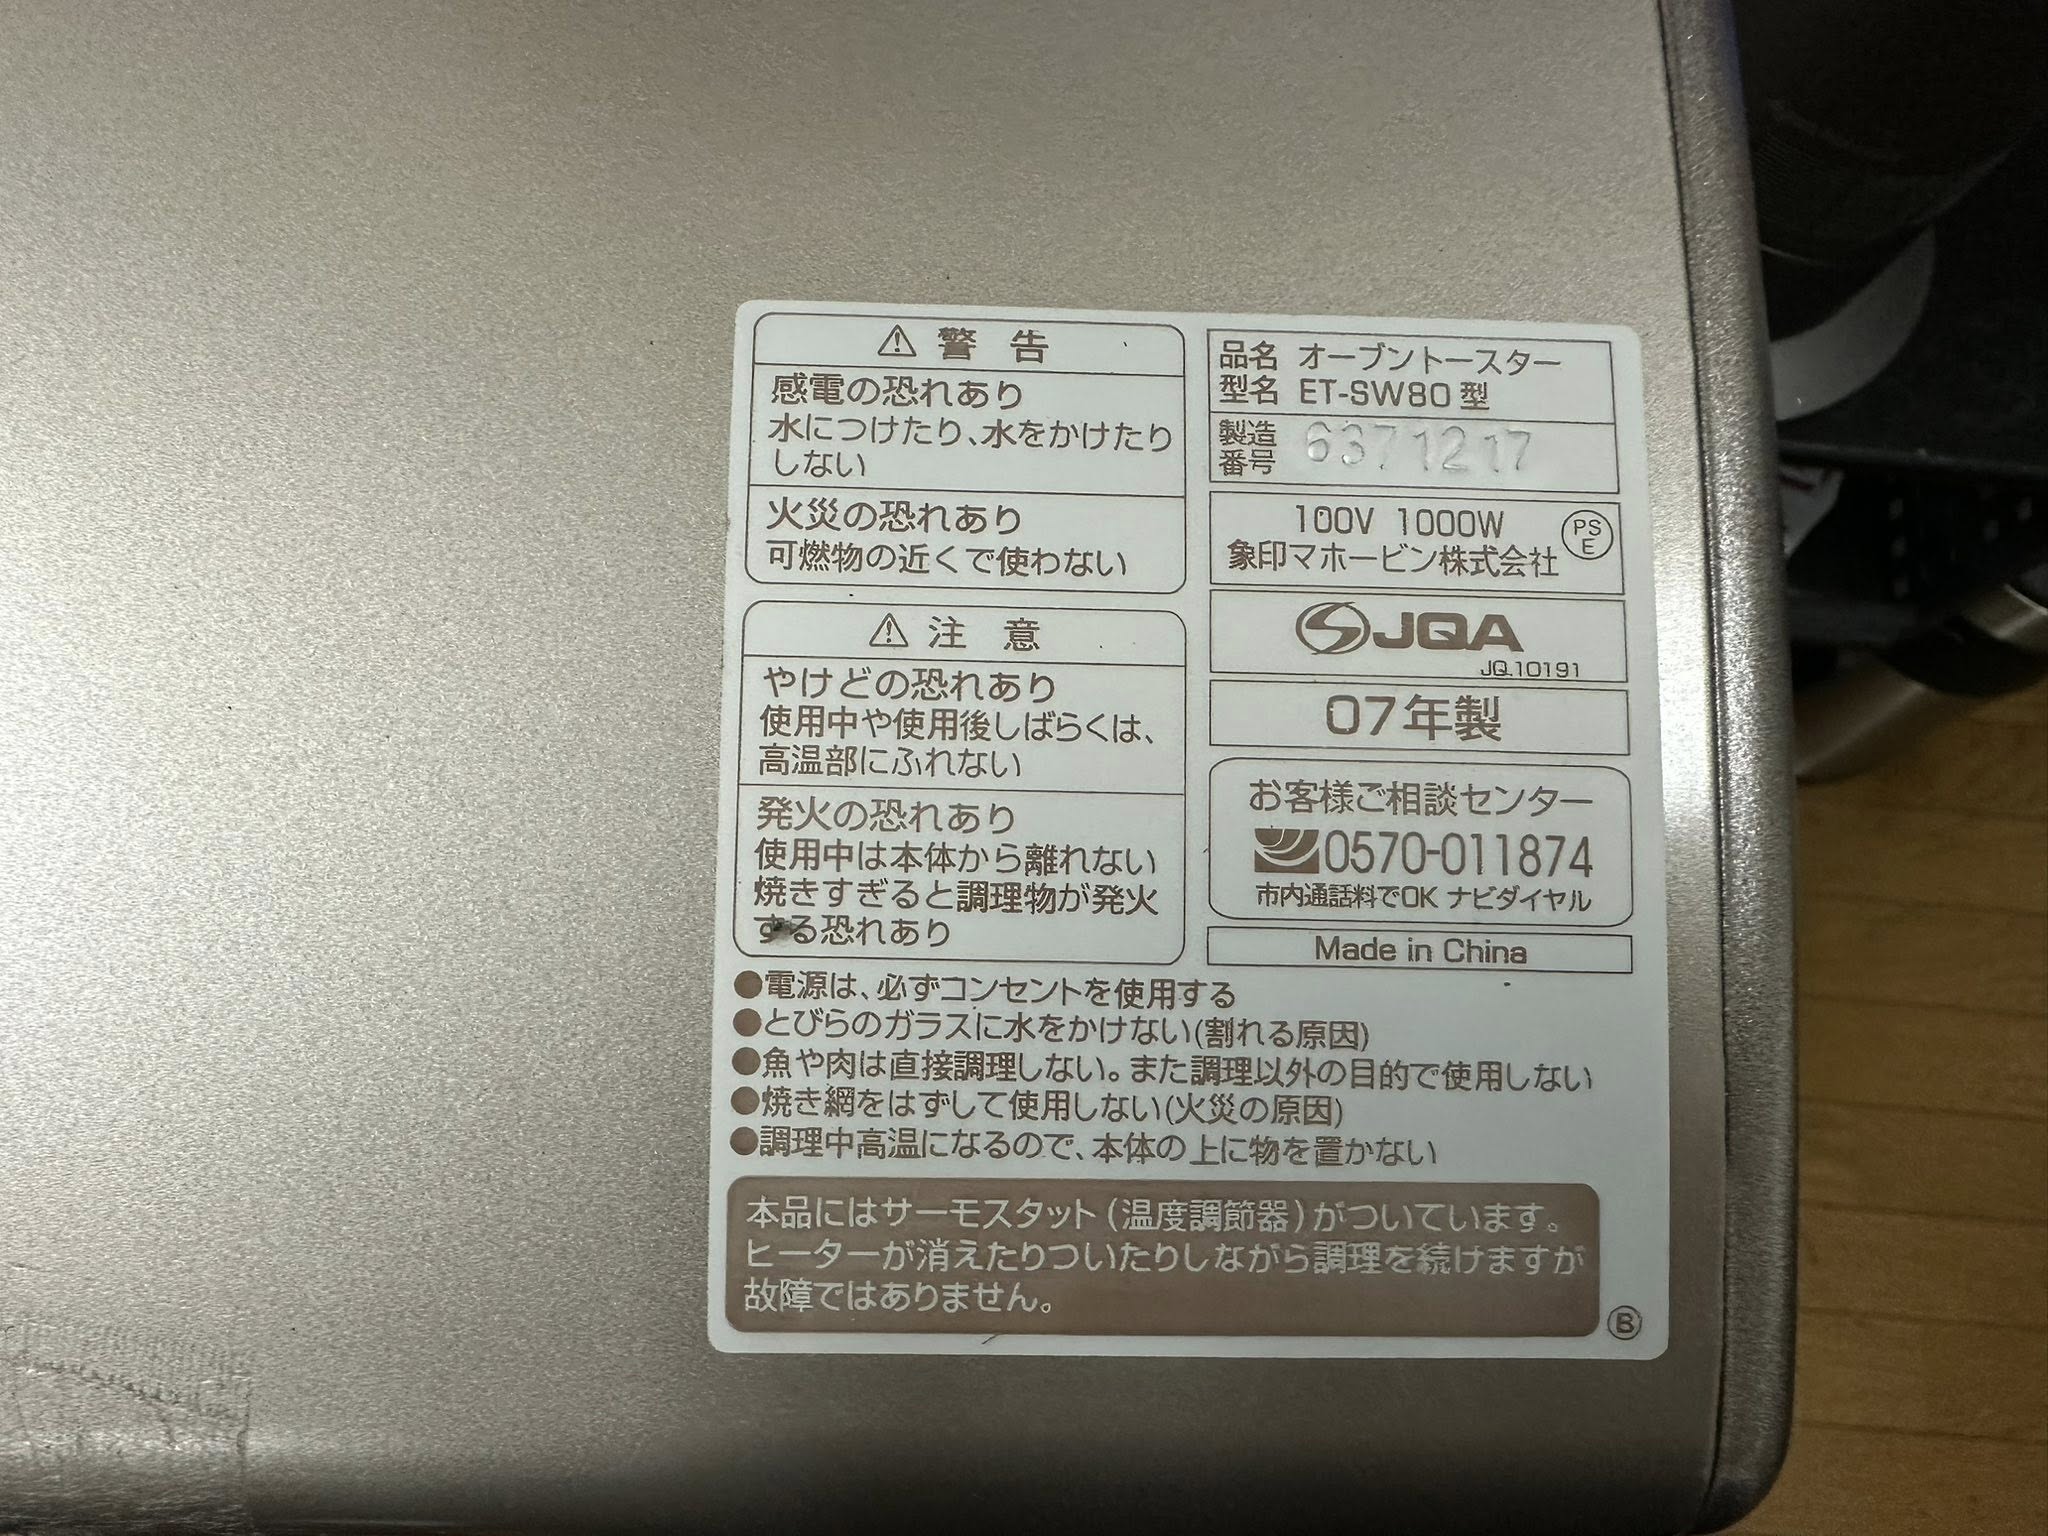 ⚠ 警告
感電の恐れあり
水につけたり、水をかけたり
しない
火災の恐れあり
可燃物の近くで使わない
⚠ 注意
やけどの恐れあり
使用中や使用後しばらくは、
高温部にふれない
発火の恐れあり
使用中は本体から離れない
焼きすぎると調理物が発火
する恐れあり
品名 オーブントースター
型名 ET-SW80型
製造
番号 6371217
100V 1000W
PS
E
象印マホービン株式会社
JQA
JQ.10191
07年製
お客様ご相談センター
0570-011874
市内通話料でOK ナビダイヤル
Made in China
●電源は、必ずコンセントを使用する
●とびらのガラスに水をかけない(割れる原因)
●魚や肉は直接調理しない。また調理以外の目的で使用しない
●焼き網をはずして使用しない(火災の原因)
●調理中高温になるので、本体の上に物を置かない
本品にはサーモスタット(温度調節器)がついています。
ヒーターが消えたりついたりしながら調理を続けますが
故障ではありません。
B